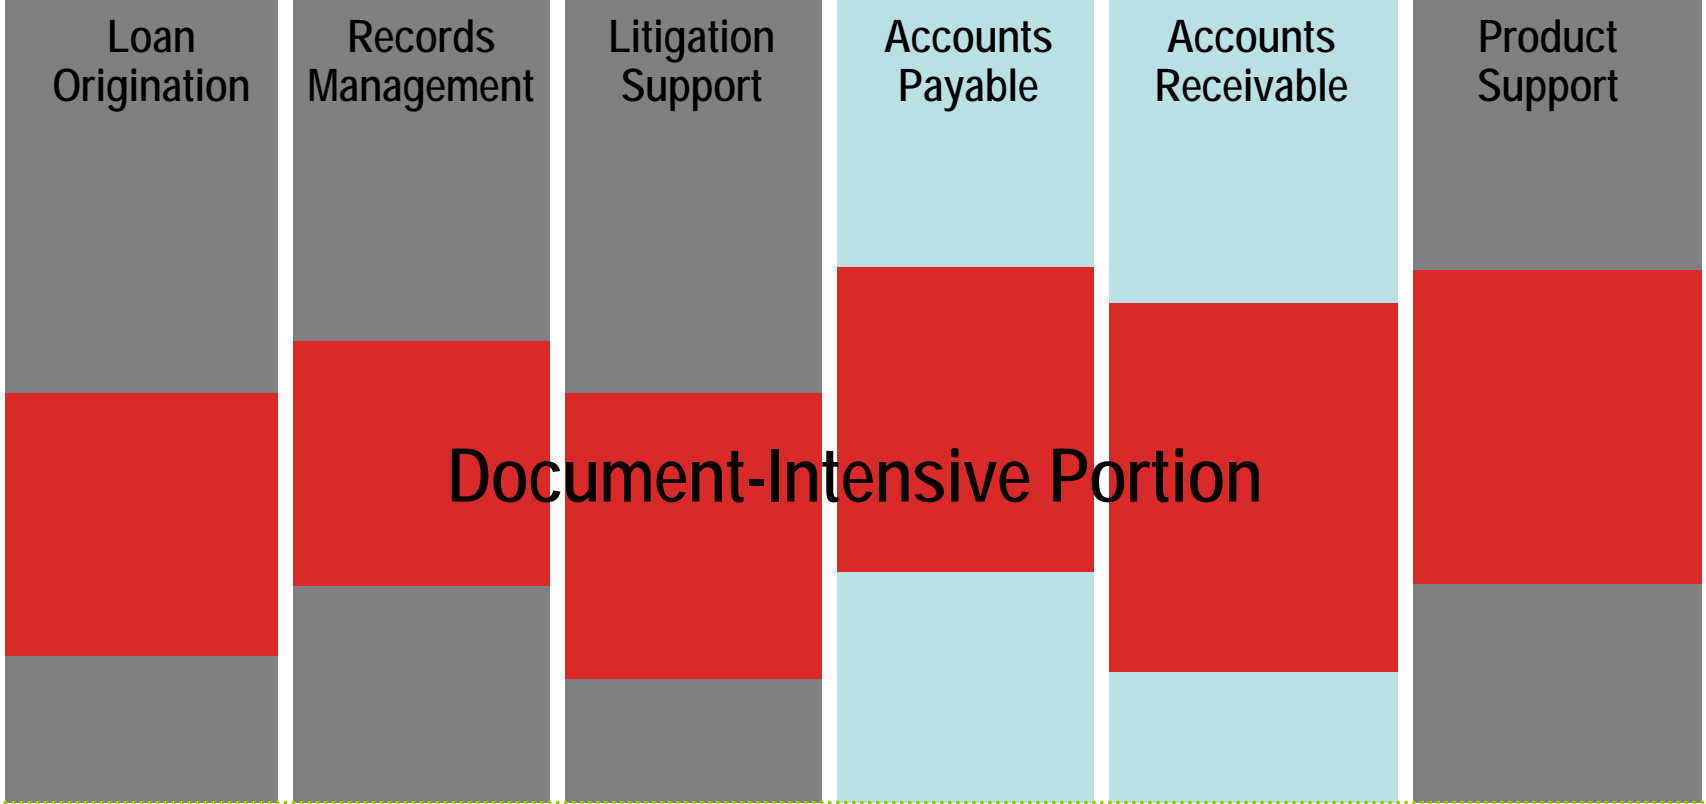 Loan
Origination
Records
Management
Litigation
Support
Accounts
Payable
Accounts
Receivable
Product
Support
Document-Intensive Portion